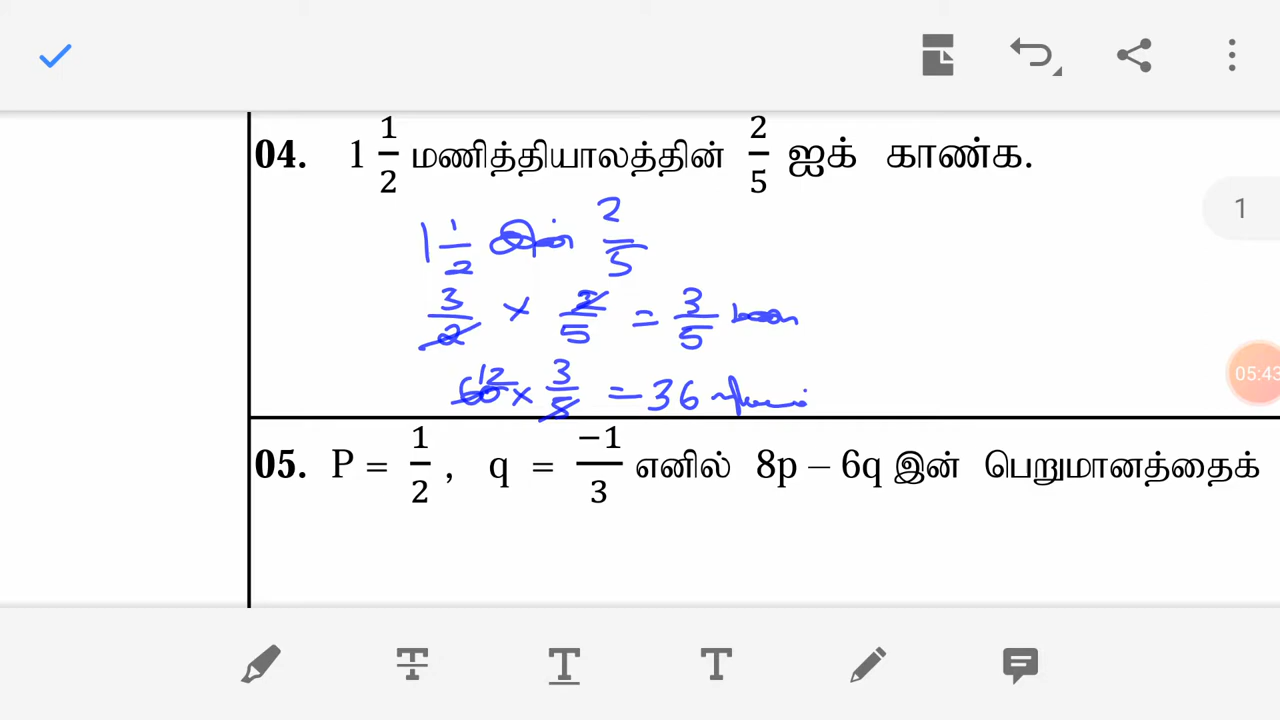 04. 1 1/2 மணித்தியாலத்தின் 2/5 ஐக் காண்க.
1
1 1/2 இன் 2/5
3/2 × 2/5 = 3/5
60 12 × 3/5 = 36
05:43
05. P = 1/2 , q = −1/3 எனில் 8p – 6q இன் பெறுமானத்தைக்